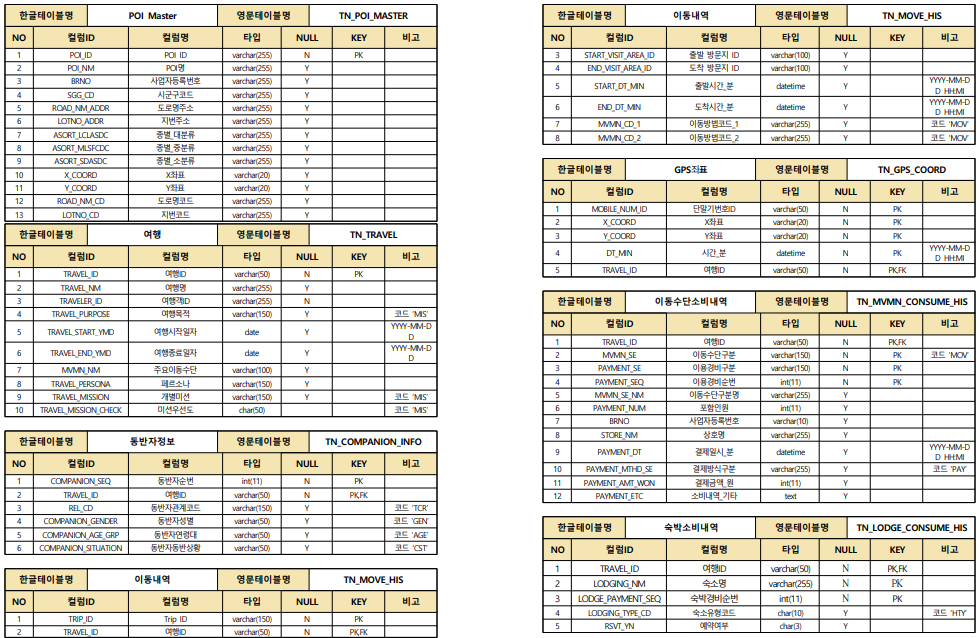 한글테이블명 POI Master 영문테이블명 TN_POI_MASTER
NO 컬럼ID 컬럼명 타입 NULL KEY 비고
1 POI_ID POI ID varchar(255) N PK
2 POI_NM POI명 varchar(255) Y
3 BRNO 사업자등록번호 varchar(255) Y
4 SGG_CD 시군구코드 varchar(255) Y
5 ROAD_NM_ADDR 도로명주소 varchar(255) Y
6 LOTNO_ADDR 지번주소 varchar(255) Y
7 ASORT_LCLASDC 종별_대분류 varchar(255) Y
8 ASORT_MLSFCDC 종별_중분류 varchar(255) Y
9 ASORT_SDASDC 종별_소분류 varchar(255) Y
10 X_COORD X좌표 varchar(20) Y
11 Y_COORD Y좌표 varchar(20) Y
12 ROAD_NM_CD 도로명코드 varchar(255) Y
13 LOTNO_CD 지번코드 varchar(255) Y
한글테이블명 여행 영문테이블명 TN_TRAVEL
NO 컬럼ID 컬럼명 타입 NULL KEY 비고
1 TRAVEL_ID 여행ID varchar(50) N PK
2 TRAVEL_NM 여행명 varchar(255) Y
3 TRAVELER_ID 여행객ID varchar(255) N
4 TRAVEL_PURPOSE 여행목적 varchar(150) Y 코드 'MIS'
5 TRAVEL_START_YMD 여행시작일자 date Y YYYY-MM-D
D
6 TRAVEL_END_YMD 여행종료일자 date Y YYYY-MM-D
D
7 MVMN_NM 주요이동수단 varchar(100) Y
8 TRAVEL_PERSONA 페르소나 varchar(150) Y
9 TRAVEL_MISSION 개별미션 varchar(150) Y 코드 'MIS'
10 TRAVEL_MISSION_CHECK 미션우선도 char(50) 코드 'MIS'
한글테이블명 동반자정보 영문테이블명 TN_COMPANION_INFO
NO 컬럼ID 컬럼명 타입 NULL KEY 비고
1 COMPANION_SEQ 동반자순번 int(11) N PK
2 TRAVEL_ID 여행ID varchar(50) N PK,FK
3 REL_CD 동반자관계코드 varchar(150) Y 코드 'TCR'
4 COMPANION_GENDER 동반자성별 varchar(50) Y 코드 'GEN'
5 COMPANION_AGE_GRP 동반자연령대 varchar(50) Y 코드 'AGE'
6 COMPANION_SITUATION 동반자동반상황 varchar(50) Y 코드 'CST'
한글테이블명 이동내역 영문테이블명 TN_MOVE_HIS
NO 컬럼ID 컬럼명 타입 NULL KEY 비고
1 TRIP_ID Trip ID varchar(150) N PK
2 TRAVEL_ID 여행ID varchar(50) N PK,FK
한글테이블명 이동내역 영문테이블명 TN_MOVE_HIS
NO 컬럼ID 컬럼명 타입 NULL KEY 비고
3 START_VISIT_AREA_ID 출발 방문지 ID varchar(100) Y
4 END_VISIT_AREA_ID 도착 방문지 ID varchar(100) Y
5 START_DT_MIN 출발시간_분 datetime Y YYYY-MM-D
D HH:MI
6 END_DT_MIN 도착시간_분 datetime Y YYYY-MM-D
D HH:MI
7 MVMN_CD_1 이동방법코드_1 varchar(255) Y 코드 'MOV'
8 MVMN_CD_2 이동방법코드_2 varchar(255) Y 코드 'MOV'
한글테이블명 GPS좌표 영문테이블명 TN_GPS_COORD
NO 컬럼ID 컬럼명 타입 NULL KEY 비고
1 MOBILE_NUM_ID 단말기번호ID varchar(50) N PK
2 X_COORD X좌표 varchar(20) N PK
3 Y_COORD Y좌표 varchar(20) N PK
4 DT_MIN 시간_분 datetime N PK YYYY-MM-D
D HH:MI
5 TRAVEL_ID 여행ID varchar(50) N PK,FK
한글테이블명 이동수단소비내역 영문테이블명 TN_MVMN_CONSUME_HIS
NO 컬럼ID 컬럼명 타입 NULL KEY 비고
1 TRAVEL_ID 여행ID varchar(50) N PK,FK
2 MVMN_SE 이동수단구분 varchar(150) N PK 코드 'MOV'
3 PAYMENT_SE 이용경비구분 varchar(150) N PK
4 PAYMENT_SEQ 이용경비순번 int(11) N PK
5 MVMN_SE_NM 이동수단구분명 varchar(255) Y
6 PAYMENT_NUM 포함인원 int(11) Y
7 BRNO 사업자등록번호 varchar(10) Y
8 STORE_NM 상호명 varchar(255) Y
9 PAYMENT_DT 결제일시_분 datetime Y YYYY-MM-D
D HH:MI
10 PAYMENT_MTHD_SE 결제방식구분 varchar(255) Y 코드 'PAY'
11 PAYMENT_AMT_WON 결제금액_원 int(11) Y
12 PAYMENT_ETC 소비내역_기타 text Y
한글테이블명 숙박소비내역 영문테이블명 TN_LODGE_CONSUME_HIS
NO 컬럼ID 컬럼명 타입 NULL KEY 비고
1 TRAVEL_ID 여행ID varchar(50) N PK,FK
2 LODGING_NM 숙소명 varchar(255) N PK
3 LODGE_PAYMENT_SEQ 숙박경비순번 int(11) N PK
4 LODGING_TYPE_CD 숙소유형코드 char(10) Y 코드 'HTY'
5 RSVT_YN 예약여부 char(3) Y